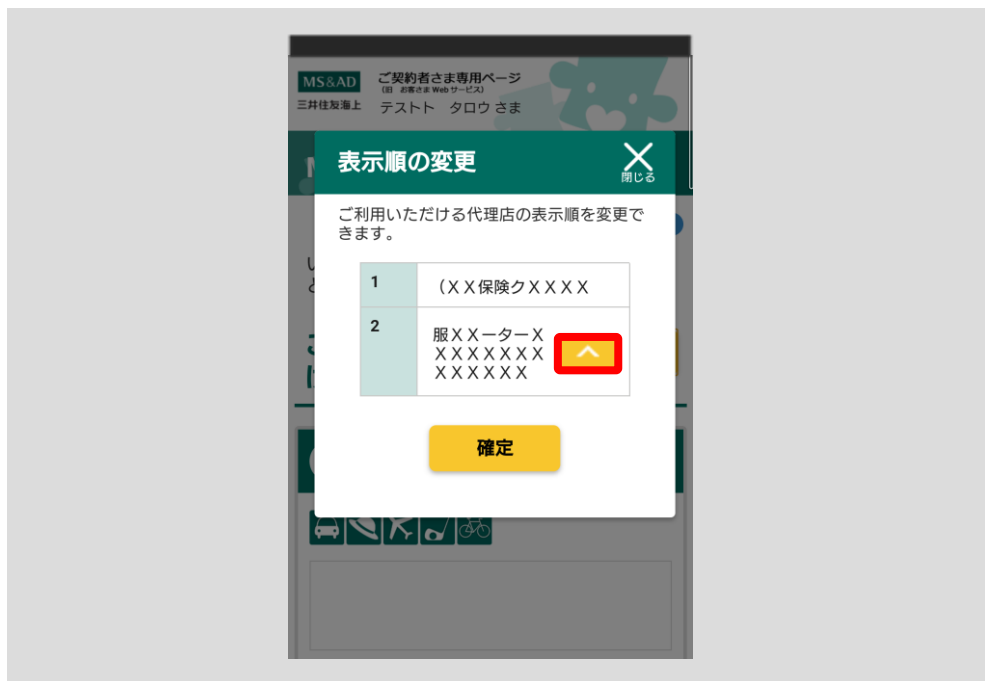 MS&AD
三井住友海上
ご契約者さま専用ページ
(旧 お客さま Web サービス)
テストト タロウ さま
表示順の変更
閉じる
ご利用いただける代理店の表示順を変更で
きます。
1
（ＸＸ保険クＸＸＸＸ
2
服ＸＸーターＸ
ＸＸＸＸＸＸＸ
ＸＸＸＸＸＸ
確定